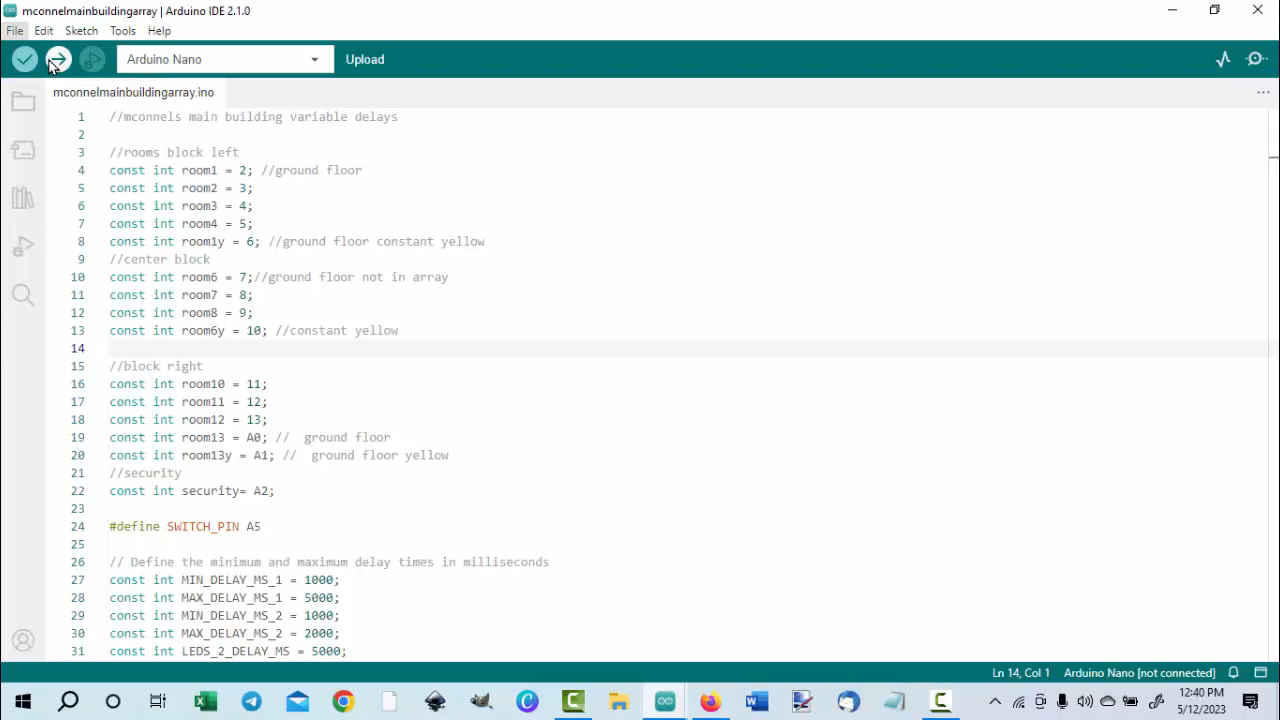 mconnelmainbuildingarray | Arduino IDE 2.1.0
File Edit Sketch Tools Help
Arduino Nano Upload
mconnelmainbuildingarray.ino
1 //mconnels main building variable delays
2
3 //rooms block left
4 const int room1 = 2; //ground floor
5 const int room2 = 3;
6 const int room3 = 4;
7 const int room4 = 5;
8 const int room1y = 6; //ground floor constant yellow
9 //center block
10 const int room6 = 7;//ground floor not in array
11 const int room7 = 8;
12 const int room8 = 9;
13 const int room6y = 10; //constant yellow
14
15 //block right
16 const int room10 = 11;
17 const int room11 = 12;
18 const int room12 = 13;
19 const int room13 = A0; //  ground floor
20 const int room13y = A1; //  ground floor yellow
21 //security
22 const int security= A2;
23
24 #define SWITCH_PIN A5
25
26 // Define the minimum and maximum delay times in milliseconds
27 const int MIN_DELAY_MS_1 = 1000;
28 const int MAX_DELAY_MS_1 = 5000;
29 const int MIN_DELAY_MS_2 = 1000;
30 const int MAX_DELAY_MS_2 = 2000;
31 const int LEDS_2_DELAY_MS = 5000;
Ln 14, Col 1 Arduino Nano [not connected]
12:40 PM
5/12/2023